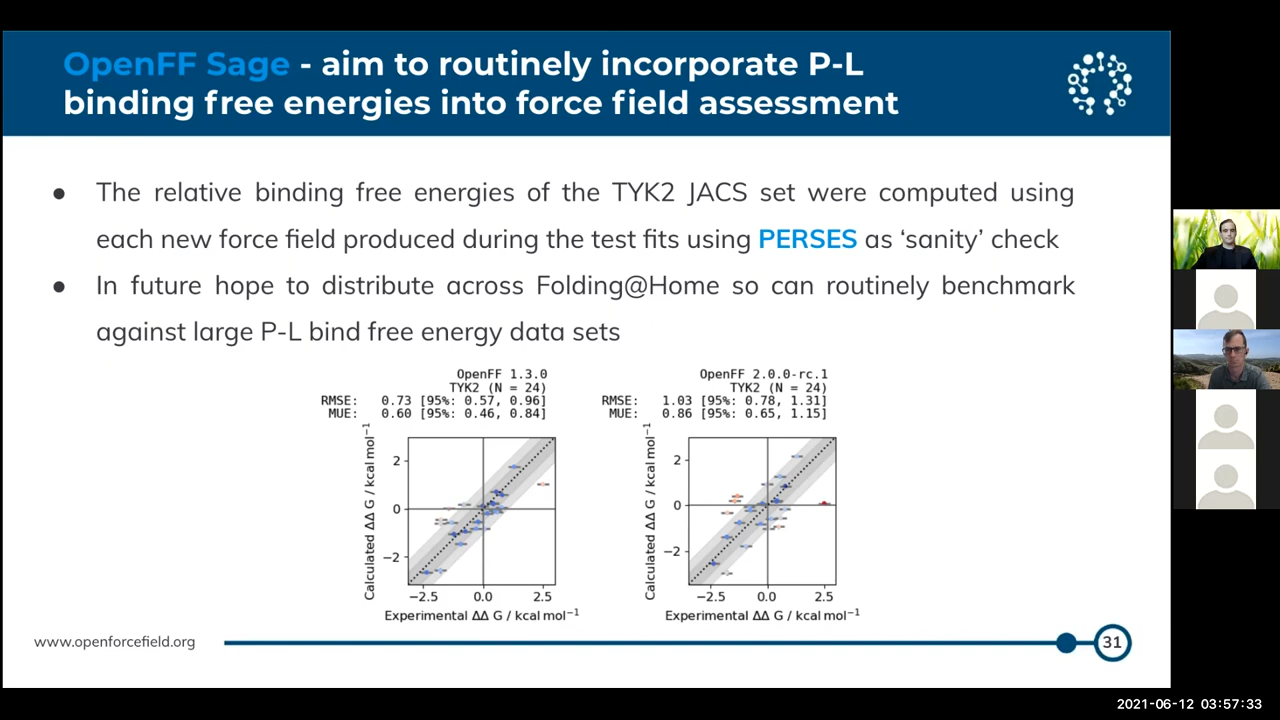 OpenFF Sage - aim to routinely incorporate P-L
binding free energies into force field assessment
● The relative binding free energies of the TYK2 JACS set were computed using
each new force field produced during the test fits using PERSES as ‘sanity’ check
● In future hope to distribute across Folding@Home so can routinely benchmark
against large P-L bind free energy data sets
OpenFF 1.3.0
TYK2 (N = 24)
RMSE: 0.73 [95%: 0.57, 0.96]
MUE: 0.60 [95%: 0.46, 0.84]
Calculated ΔΔ G / kcal mol⁻¹
2
0
−2
−2.5 0.0 2.5
Experimental ΔΔ G / kcal mol⁻¹
OpenFF 2.0.0-rc.1
TYK2 (N = 24)
RMSE: 1.03 [95%: 0.78, 1.31]
MUE: 0.86 [95%: 0.65, 1.15]
Calculated ΔΔ G / kcal mol⁻¹
2
0
−2
−2.5 0.0 2.5
Experimental ΔΔ G / kcal mol⁻¹
www.openforcefield.org
31
2021-06-12 03:57:33